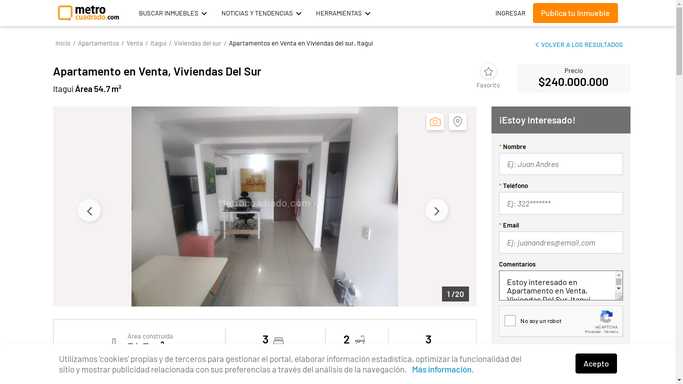 metro
cuadrado.com
BUSCAR INMUEBLES
NOTICIAS Y TENDENCIAS
HERRAMIENTAS
INGRESAR
Publica tu Inmueble
Inicio / Apartamentos / Venta / Itagui / Viviendas del sur / Apartamentos en Venta en Viviendas del sur, Itagui
VOLVER A LOS RESULTADOS
Apartamento en Venta, Viviendas Del Sur
Itagui Área 54.7 m²
Favorito
Precio
$240.000.000
metrocuadrado.com
1 / 20
¡Estoy Interesado!
* Nombre
Ej: Juan Andres
* Teléfono
Ej: 322*******
* Email
Ej: juanandres@email.com
Comentarios
Estoy interesado en
Apartamento en Venta,
Viviendas Del Sur, Itagui
No soy un robot
reCAPTCHA
Privacidad - Términos
Área construida
3
2
3
Utilizamos 'cookies' propias y de terceros para gestionar el portal, elaborar información estadística, optimizar la funcionalidad del
sitio y mostrar publicidad relacionada con sus preferencias a través del análisis de la navegación. Más información.
Acepto